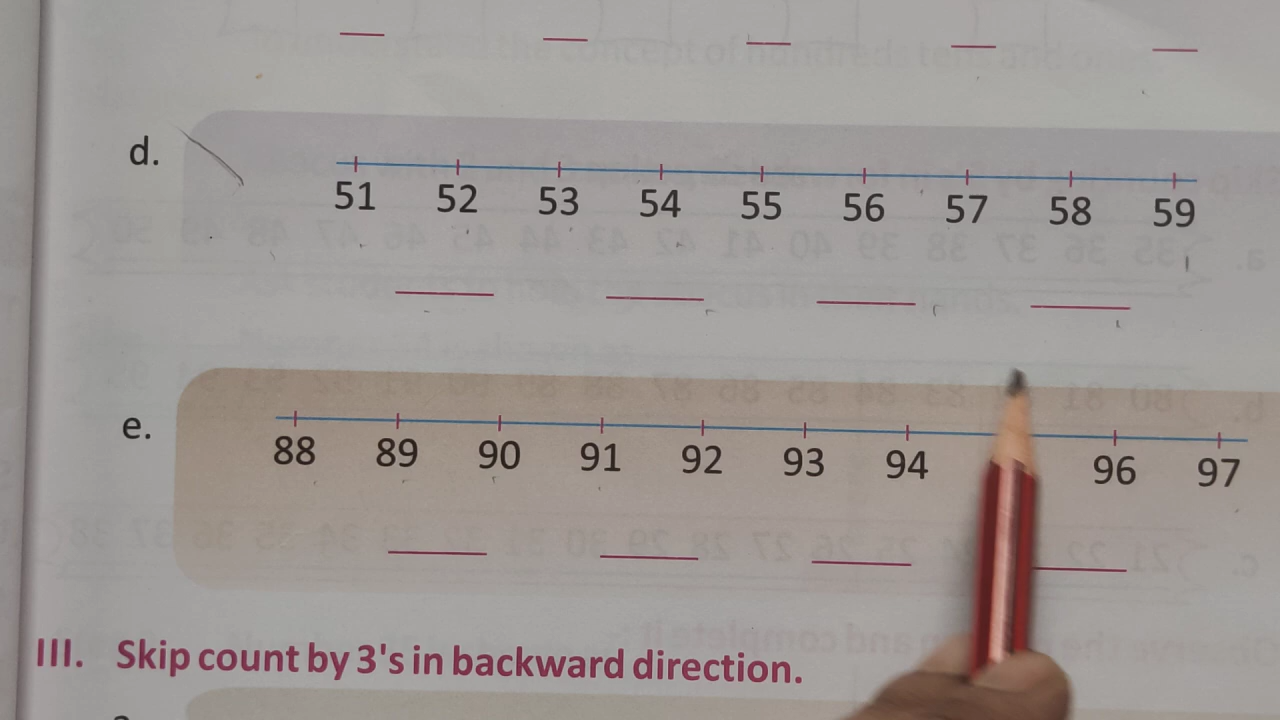 d.
51 52 53 54 55 56 57 58 59
e.
88 89 90 91 92 93 94 96 97
III. Skip count by 3's in backward direction.